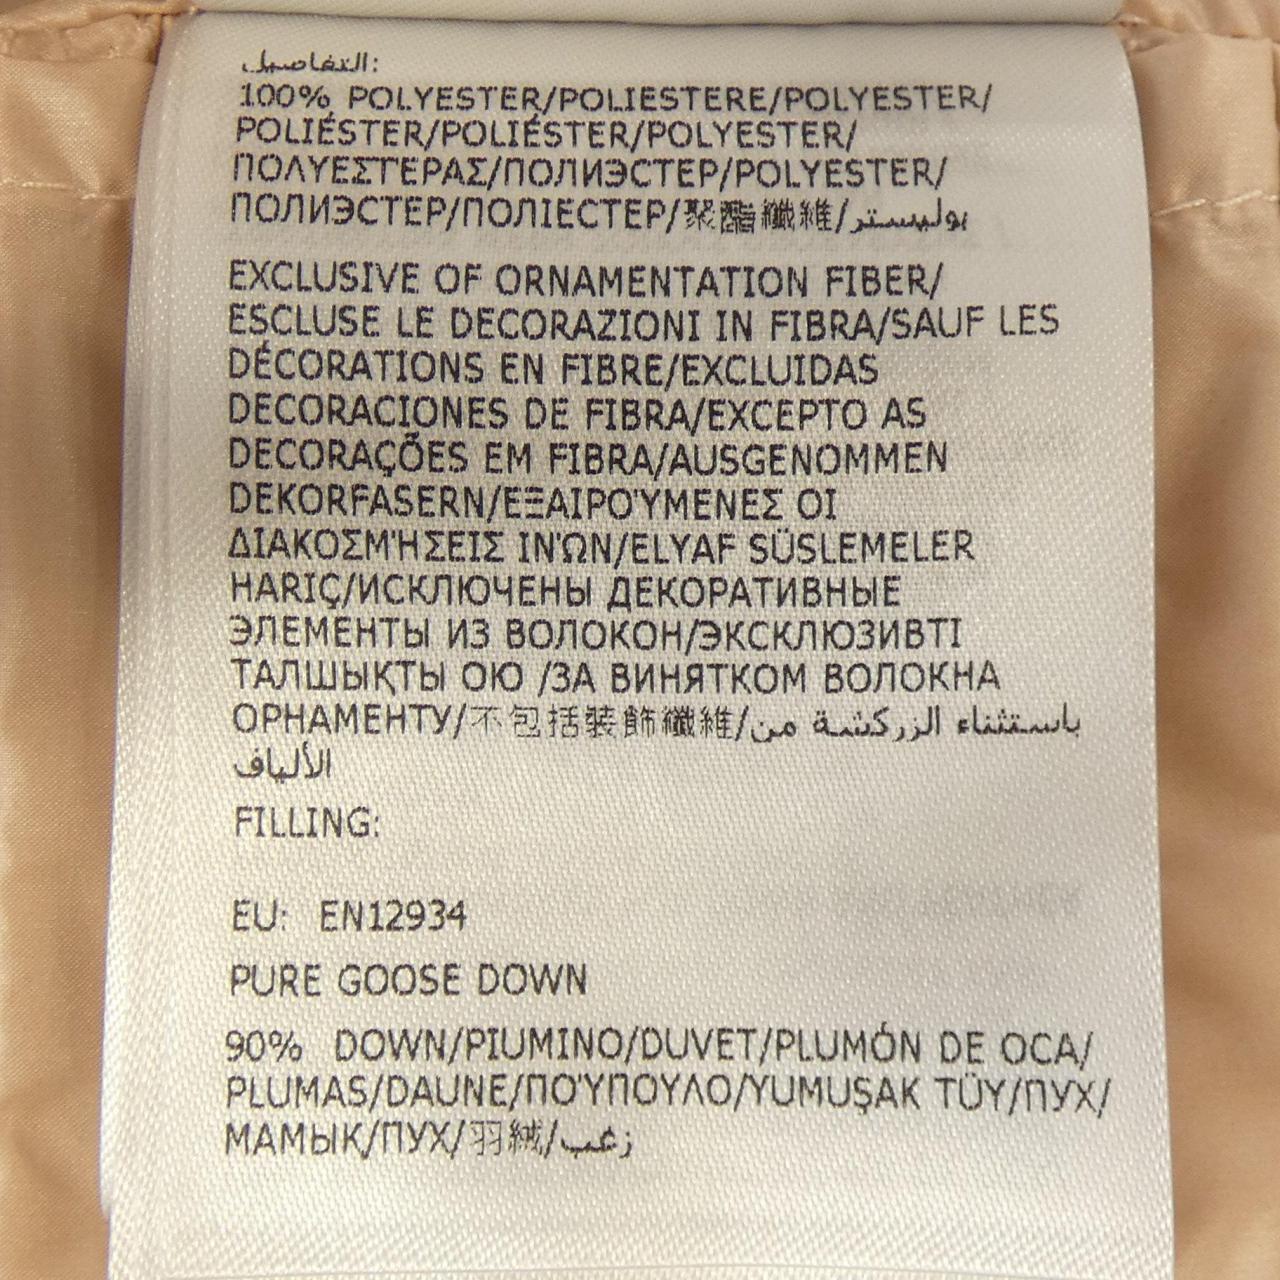 التفاصيل:
100% POLYESTER/POLIESTERE/POLYESTER/
POLIÉSTER/POLIÉSTER/POLYESTER/
ΠΟΛΥΕΣΤΕΡΑΣ/ПОЛИЭСТЕР/POLYESTER/
ПОЛИЭСТЕР/ПОЛІЕСТЕР/聚酯纖維/بوليستر
EXCLUSIVE OF ORNAMENTATION FIBER/
ESCLUSE LE DECORAZIONI IN FIBRA/SAUF LES
DÉCORATIONS EN FIBRE/EXCLUIDAS
DECORACIONES DE FIBRA/EXCEPTO AS
DECORAÇÕES EM FIBRA/AUSGENOMMEN
DEKORFASERN/ΕΞΑΙΡΟΎΜΕΝΕΣ ΟΙ
ΔΙΑΚΟΣΜΉΣΕΙΣ ΙΝΏΝ/ELYAF SÜSLEMELER
HARIÇ/ИСКЛЮЧЕНЫ ДЕКОРАТИВНЫЕ
ЭЛЕМЕНТЫ ИЗ ВОЛОКОН/ЭКСКЛЮЗИВТІ
ТАЛШЫҚТЫ ОЮ /ЗА ВИНЯТКОМ ВОЛОКНА
ОРНАМЕНТУ/不包括裝飾纖維/باستثناء الزركشة من
الألياف
FILLING:
EU: EN12934
PURE GOOSE DOWN
90% DOWN/PIUMINO/DUVET/PLUMÓN DE OCA/
PLUMAS/DAUNE/ΠΟΎΠΟΥΛΟ/YUMUŞAK TÜY/ПУХ/
МАМЫҚ/ПУХ/羽絨/زغب